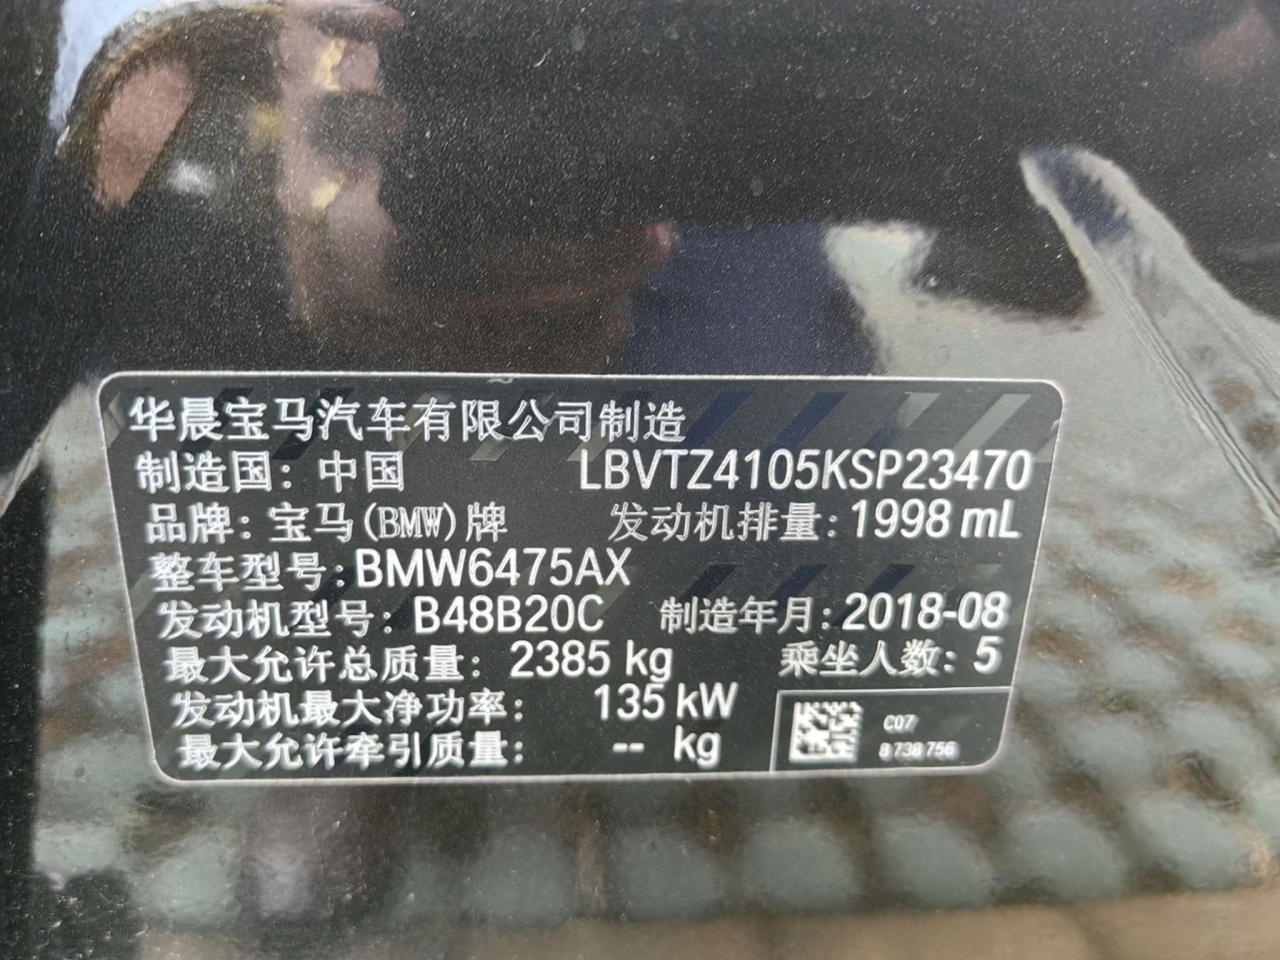 华晨宝马汽车有限公司制造
制造国：中国 LBVTZ4105KSP23470
品牌：宝马(BMW)牌 发动机排量：1998 mL
整车型号：BMW6475AX
发动机型号：B48B20C 制造年月：2018-08
最大允许总质量：2385 kg 乘坐人数：5
发动机最大净功率：135 kW
最大允许牵引质量：-- kg
C07
8 738 756